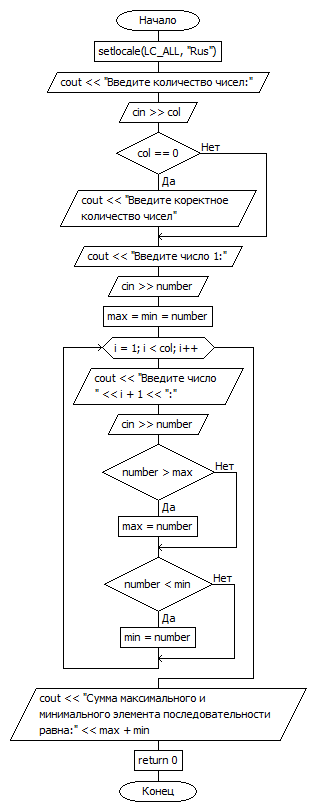 Начало
setlocale(LC_ALL, "Rus")
cout << "Введите количество чисел:"
cin >> col
col == 0
Нет
Да
cout << "Введите коректное
количество чисел"
cout << "Введите число 1:"
cin >> number
max = min = number
i = 1; i < col; i++
cout << "Введите число
" << i + 1 << ":"
cin >> number
number > max
Нет
Да
max = number
number < min
Нет
Да
min = number
cout << "Сумма максимального и
минимального элемента последовательности
равна:" << max + min
return 0
Конец